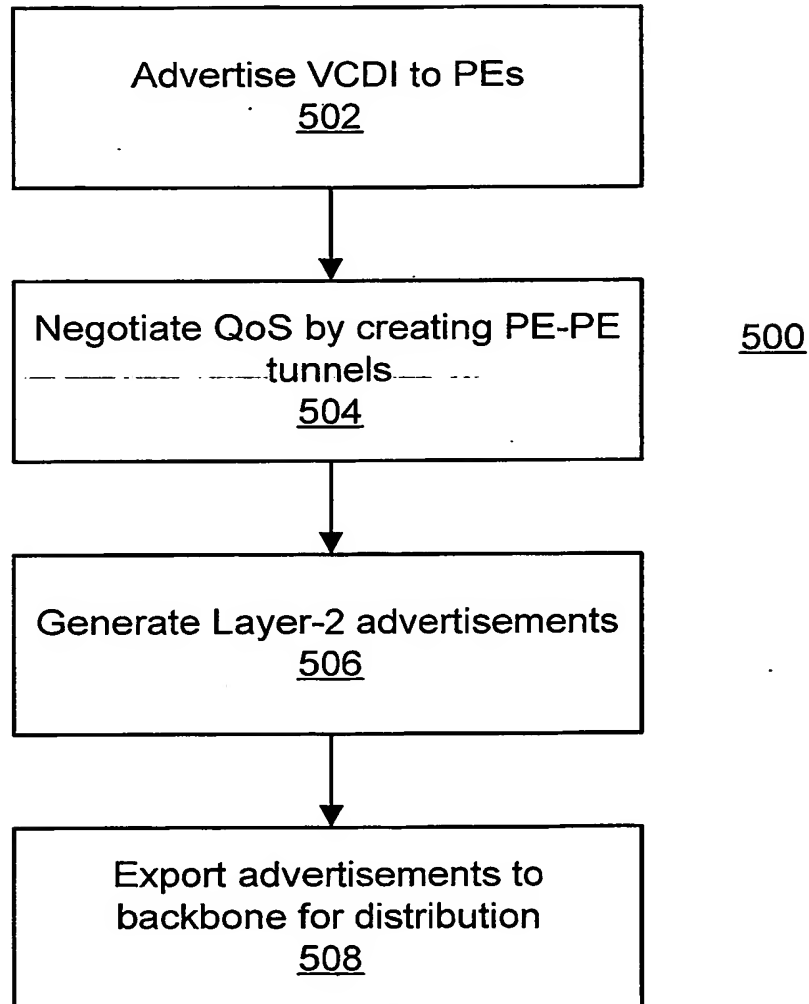 Advertise VCDI to PEs
502
Negotiate QoS by creating PE-PE
tunnels
504
500
Generate Layer-2 advertisements
506
Export advertisements to
backbone for distribution
508